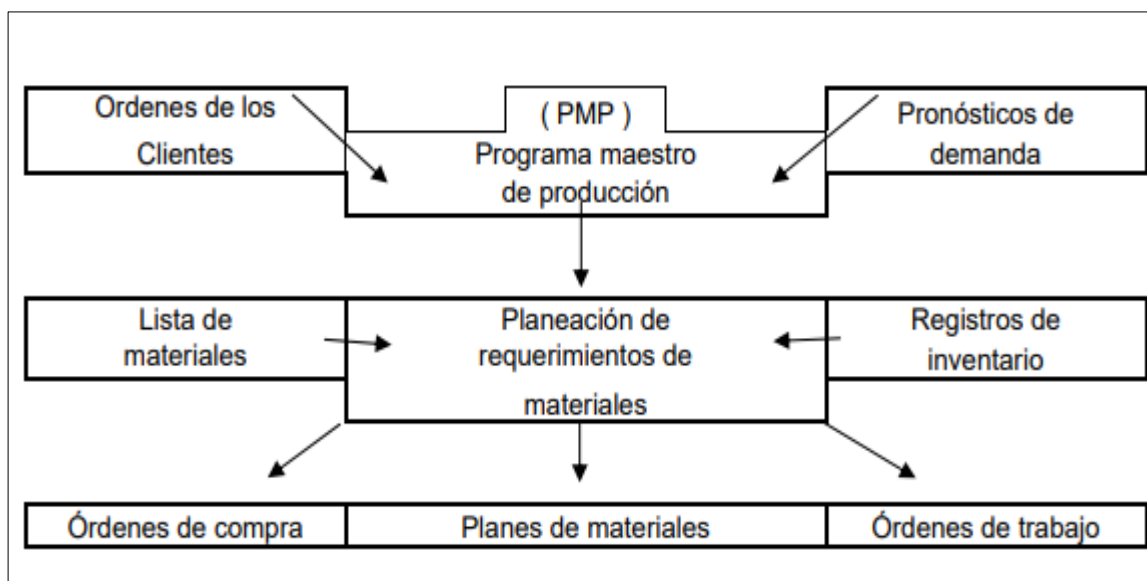 Ordenes de los
Clientes
( PMP )
Programa maestro
de producción
Pronósticos de
demanda
Lista de
materiales
Planeación de
requerimientos de
materiales
Registros de
inventario
Órdenes de compra
Planes de materiales
Órdenes de trabajo